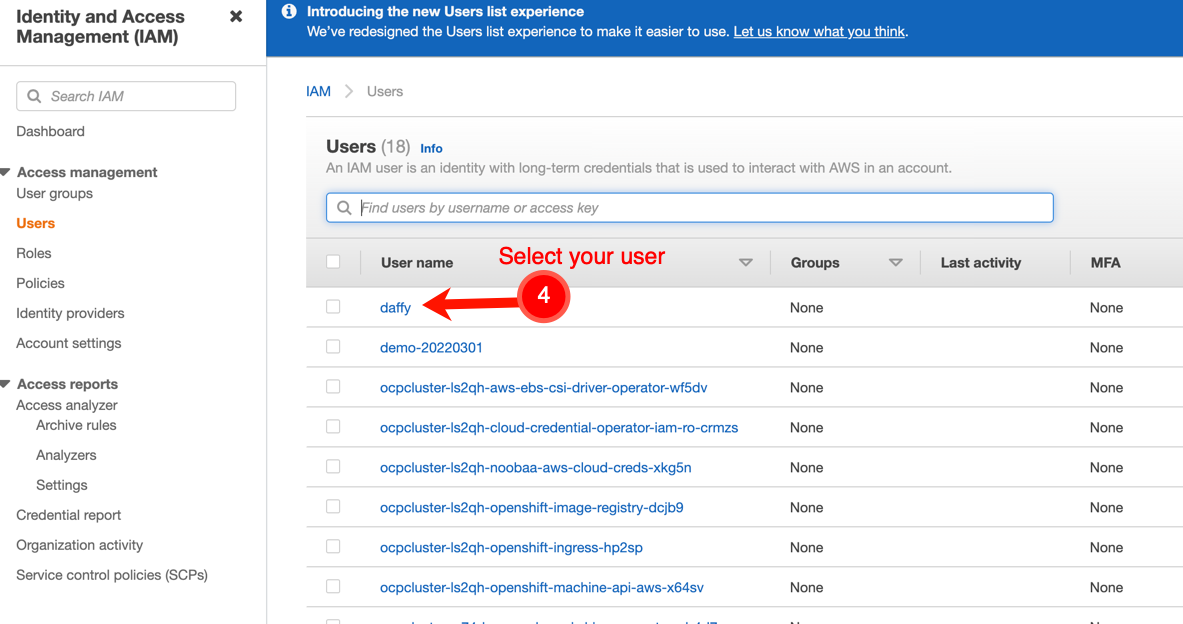 Identity and Access
Management (IAM)
Search IAM
Dashboard
Access management
User groups
Users
Roles
Policies
Identity providers
Account settings
Access reports
Access analyzer
Archive rules
Analyzers
Settings
Credential report
Organization activity
Service control policies (SCPs)
Introducing the new Users list experience
We've redesigned the Users list experience to make it easier to use. Let us know what you think.
IAM > Users
Users (18) Info
An IAM user is an identity with long-term credentials that is used to interact with AWS in an account.
Find users by username or access key
Select your user
4
User name Groups Last activity MFA
daffy None None
demo-20220301 None None
ocpcluster-ls2qh-aws-ebs-csi-driver-operator-wf5dv None None
ocpcluster-ls2qh-cloud-credential-operator-iam-ro-crmzs None None
ocpcluster-ls2qh-noobaa-aws-cloud-creds-xkg5n None None
ocpcluster-ls2qh-openshift-image-registry-dcjb9 None None
ocpcluster-ls2qh-openshift-ingress-hp2sp None None
ocpcluster-ls2qh-openshift-machine-api-aws-x64sv None None